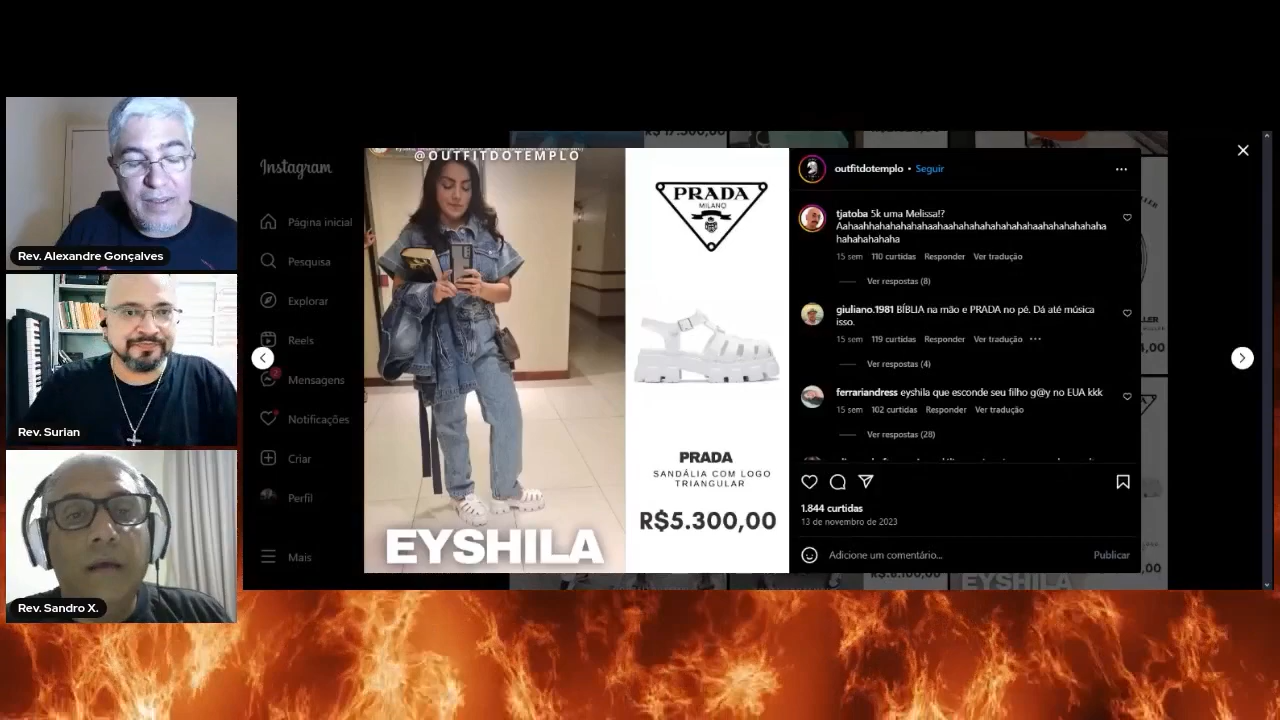 Rev. Alexandre Gonçalves
Rev. Surian
Rev. Sandro X.
Instagram
Página inicial
Pesquisa
Explorar
Reels
2
Mensagens
Notificações
Criar
Perfil
Mais
@OUTFITDOTEMPLO
EYSHILA
PRADA
MILANO
PRADA
SANDÁLIA COM LOGO
TRIANGULAR
R$5.300,00
outfitdotemplo • Seguir
tjatoba 5k uma Melissa!?
Aahaahhahahahahahaahaahahahahahahahahaahahahahaha
hahahahahaha
15 sem 110 curtidas Responder Ver tradução
Ver respostas (8)
giuliano.1981 BÍBLIA na mão e PRADA no pé. Dá até música
isso.
15 sem 119 curtidas Responder Ver tradução
Ver respostas (4)
ferrariandress eyshila que esconde seu filho g@y no EUA kkk
15 sem 102 curtidas Responder Ver tradução
Ver respostas (28)
1.844 curtidas
13 de novembro de 2023
Adicione um comentário...
Publicar
EYSHILA